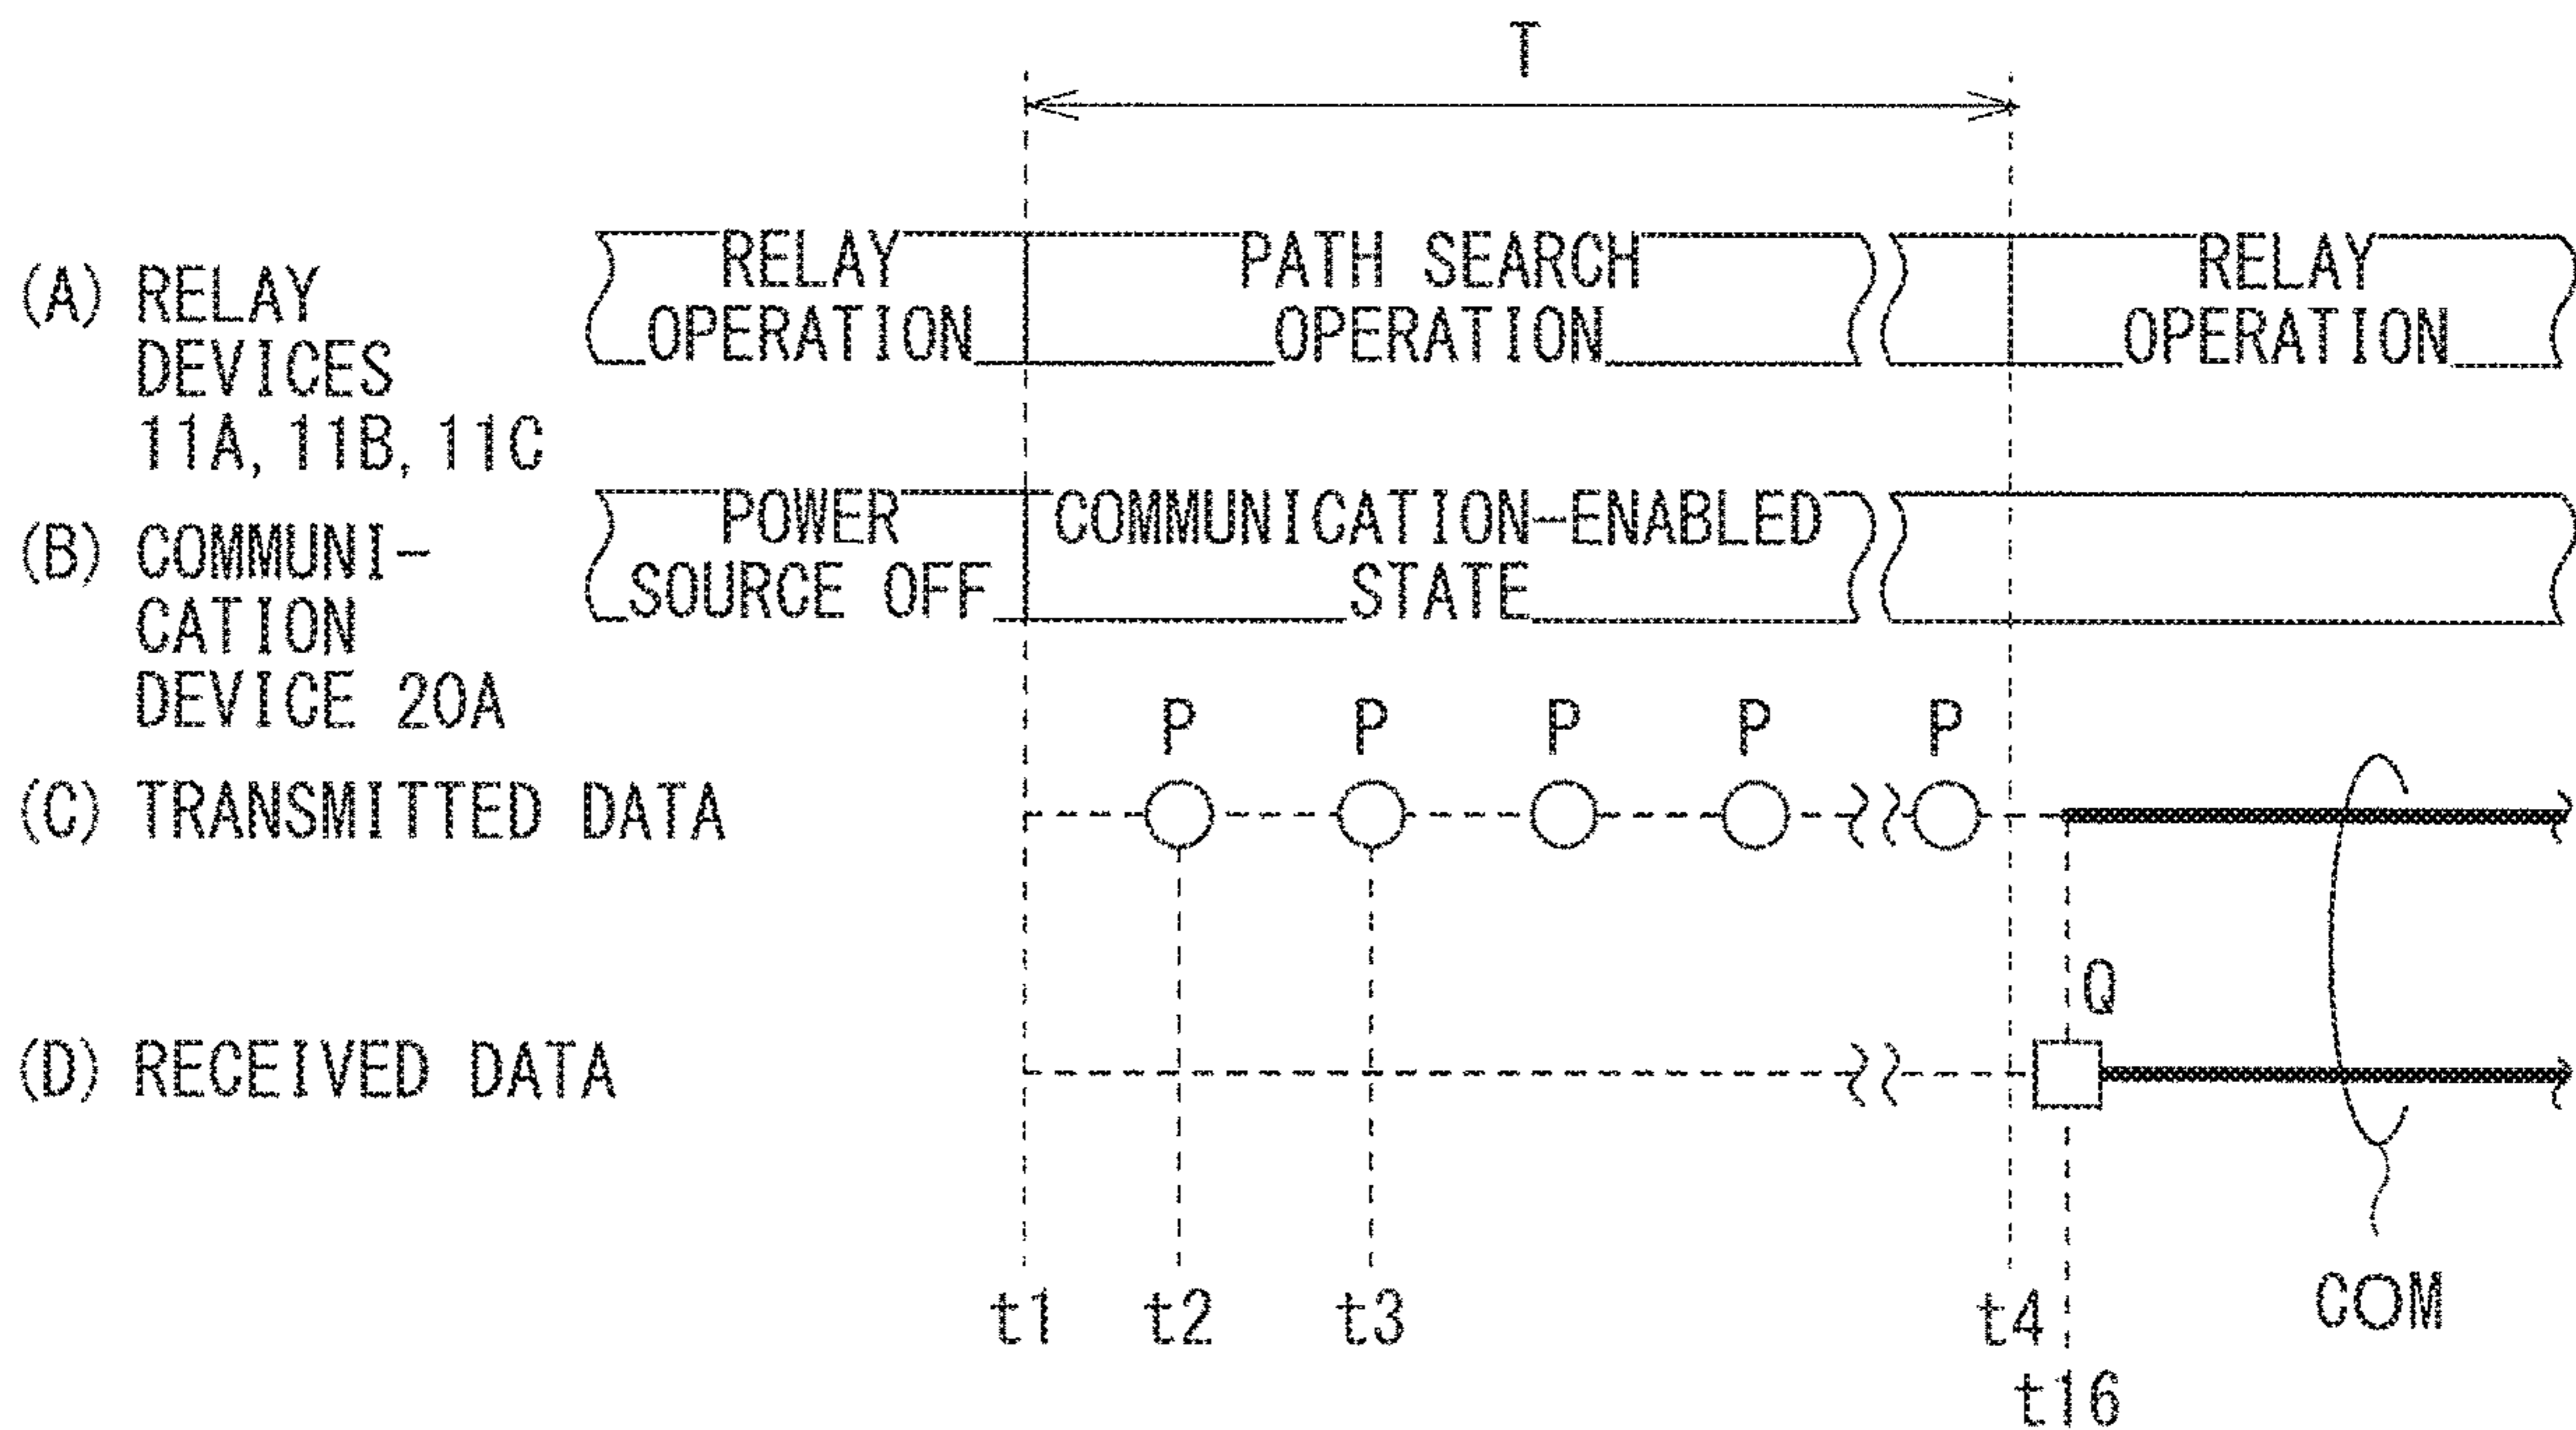 T
(A) RELAY
DEVICES
11A, 11B, 11C
RELAY
OPERATION
PATH SEARCH
OPERATION
RELAY
OPERATION
(B) COMMUNI-
CATION
DEVICE 20A
POWER
SOURCE OFF
COMMUNICATION-ENABLED
STATE
P P P P P
(C) TRANSMITTED DATA
Q
(D) RECEIVED DATA
t1 t2 t3 t4 COM
t16